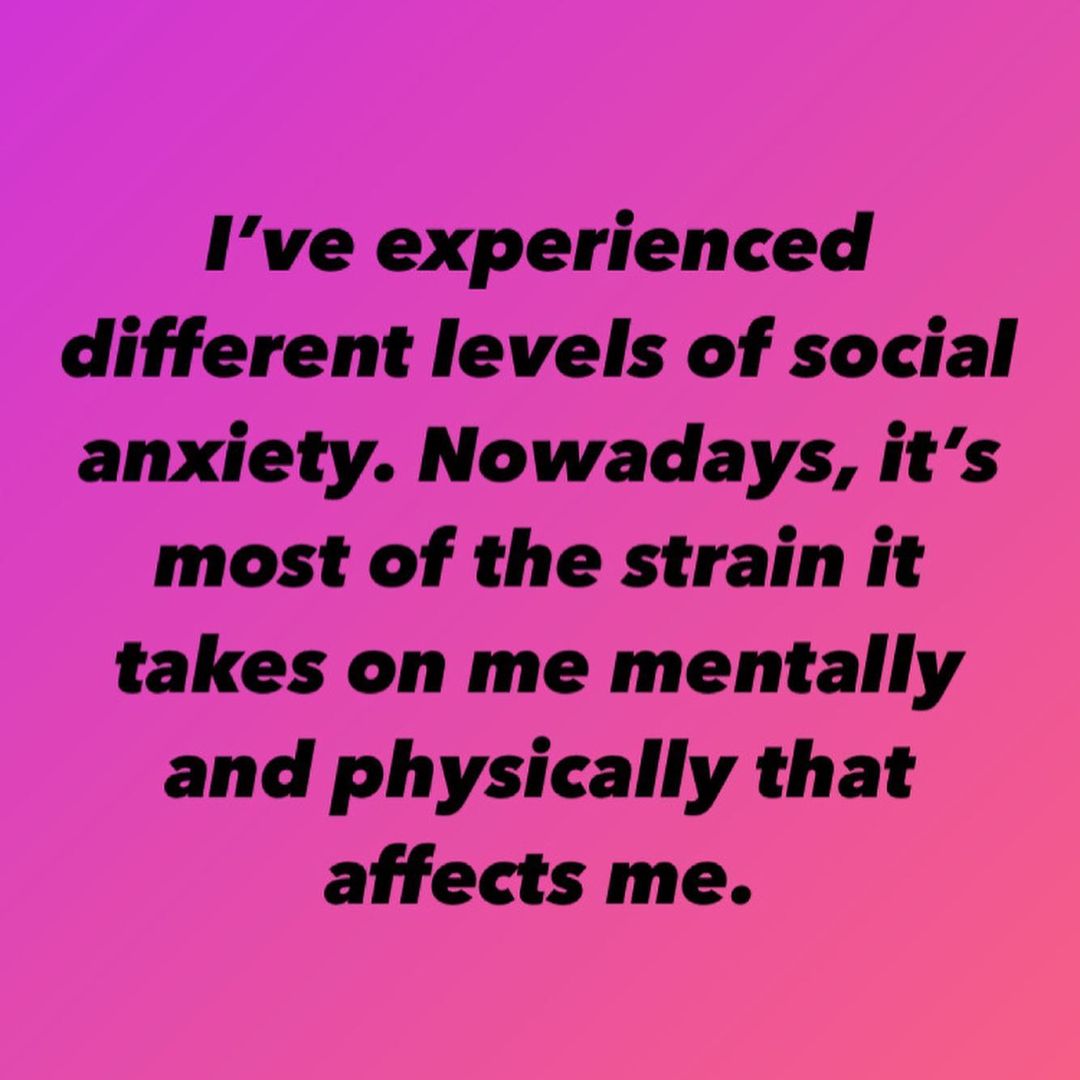 I’ve experienced
different levels of social
anxiety. Nowadays, it’s
most of the strain it
takes on me mentally
and physically that
affects me.